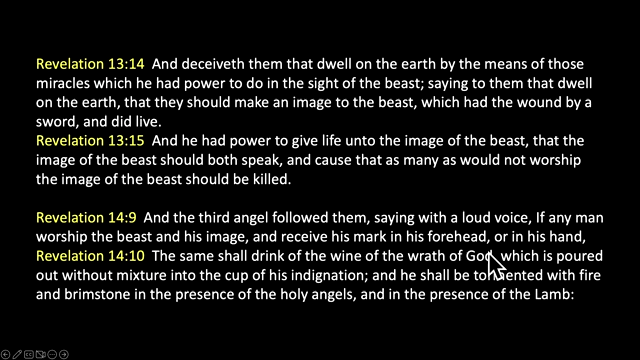 Revelation 13:14 And deceiveth them that dwell on the earth by the means of those
miracles which he had power to do in the sight of the beast; saying to them that dwell
on the earth, that they should make an image to the beast, which had the wound by a
sword, and did live.
Revelation 13:15 And he had power to give life unto the image of the beast, that the
image of the beast should both speak, and cause that as many as would not worship
the image of the beast should be killed.
Revelation 14:9 And the third angel followed them, saying with a loud voice, If any man
worship the beast and his image, and receive his mark in his forehead, or in his hand,
Revelation 14:10 The same shall drink of the wine of the wrath of God, which is poured
out without mixture into the cup of his indignation; and he shall be tormented with fire
and brimstone in the presence of the holy angels, and in the presence of the Lamb: